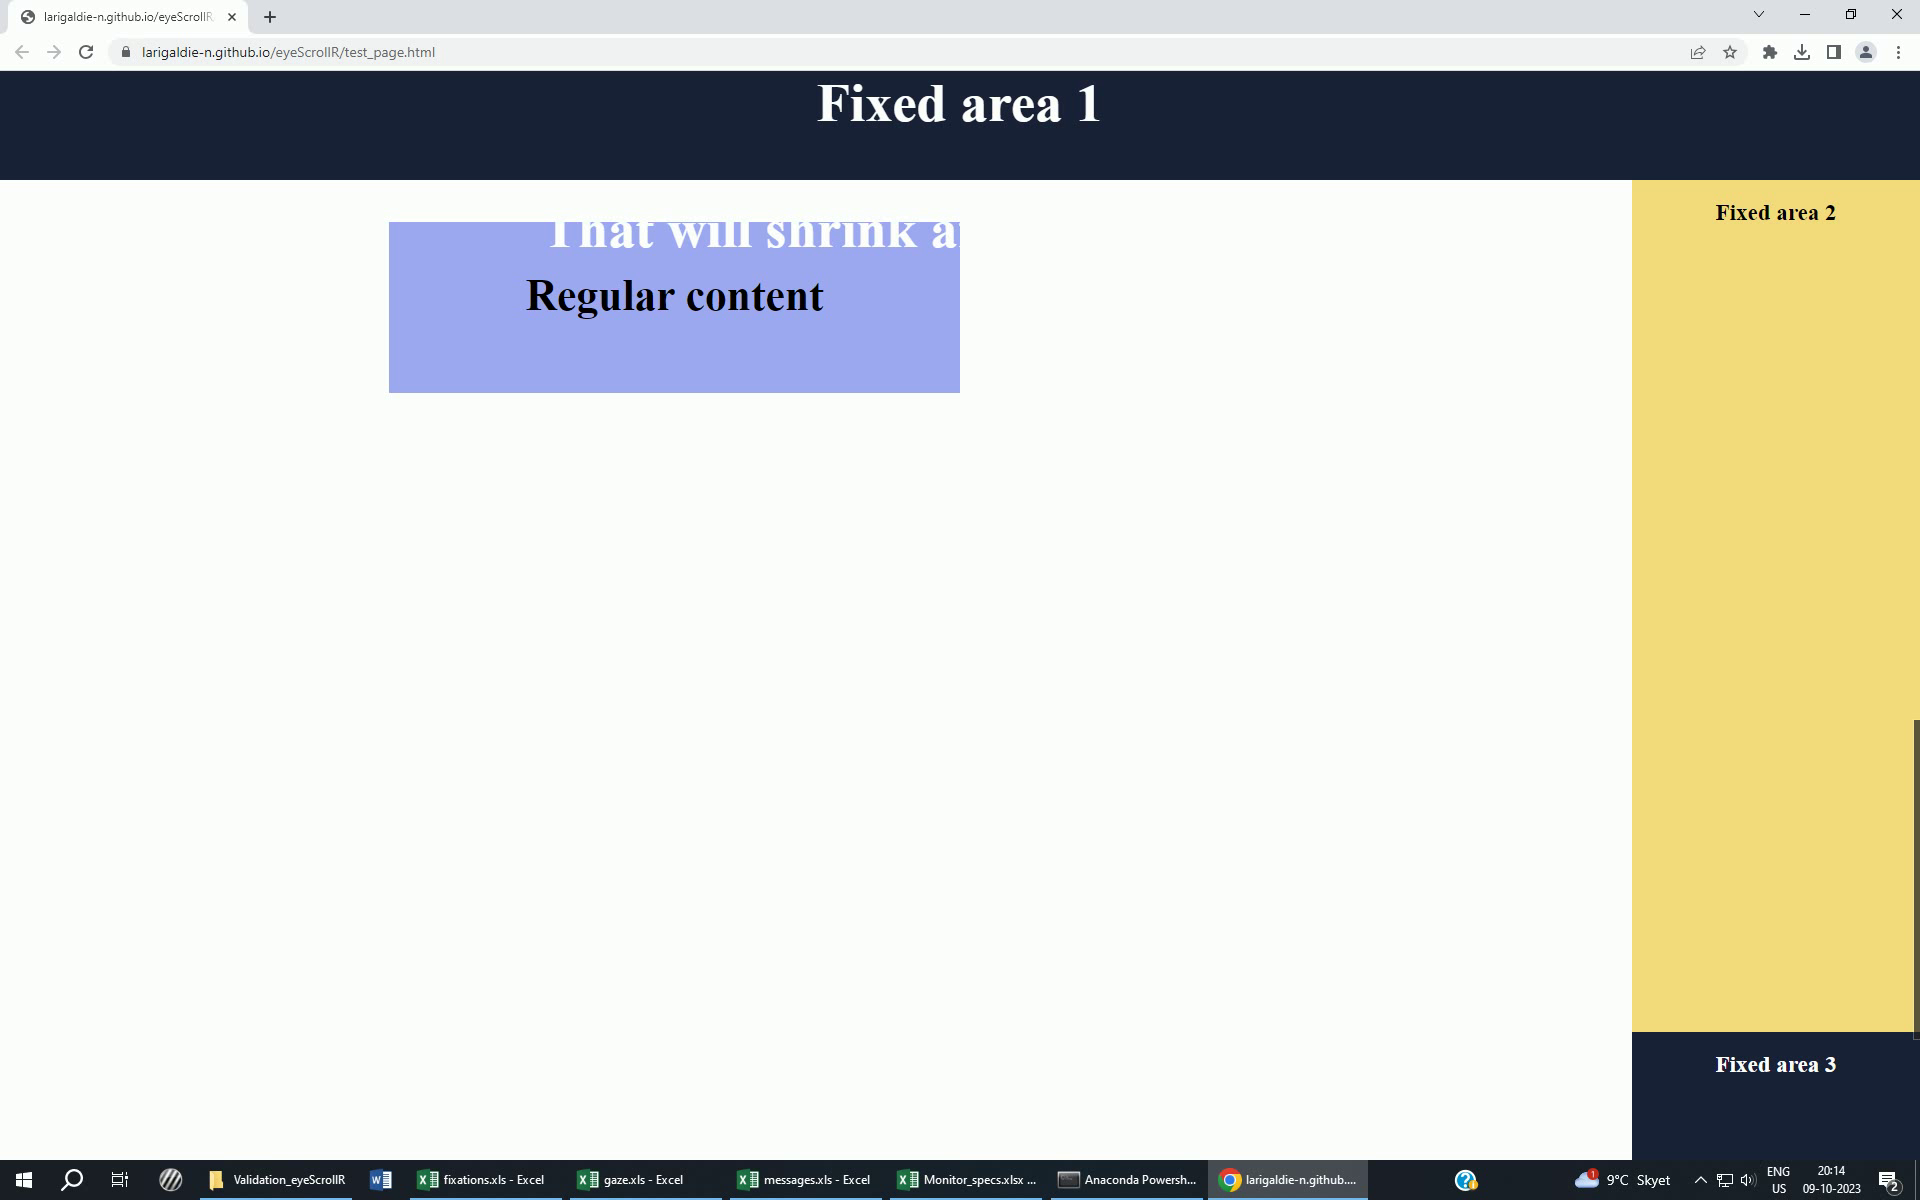 larigaldie-n.github.io/eyeScrollR
larigaldie-n.github.io/eyeScrollR/test_page.html
Fixed area 1
That will shrink a
Regular content
Fixed area 2
Fixed area 3
Validation_eyeScrollR
fixations.xls - Excel
gaze.xls - Excel
messages.xls - Excel
Monitor_specs.xlsx ...
Anaconda Powersh...
larigaldie-n.github....
1
9°C Skyet
ENG
US
20:14
09-10-2023
2